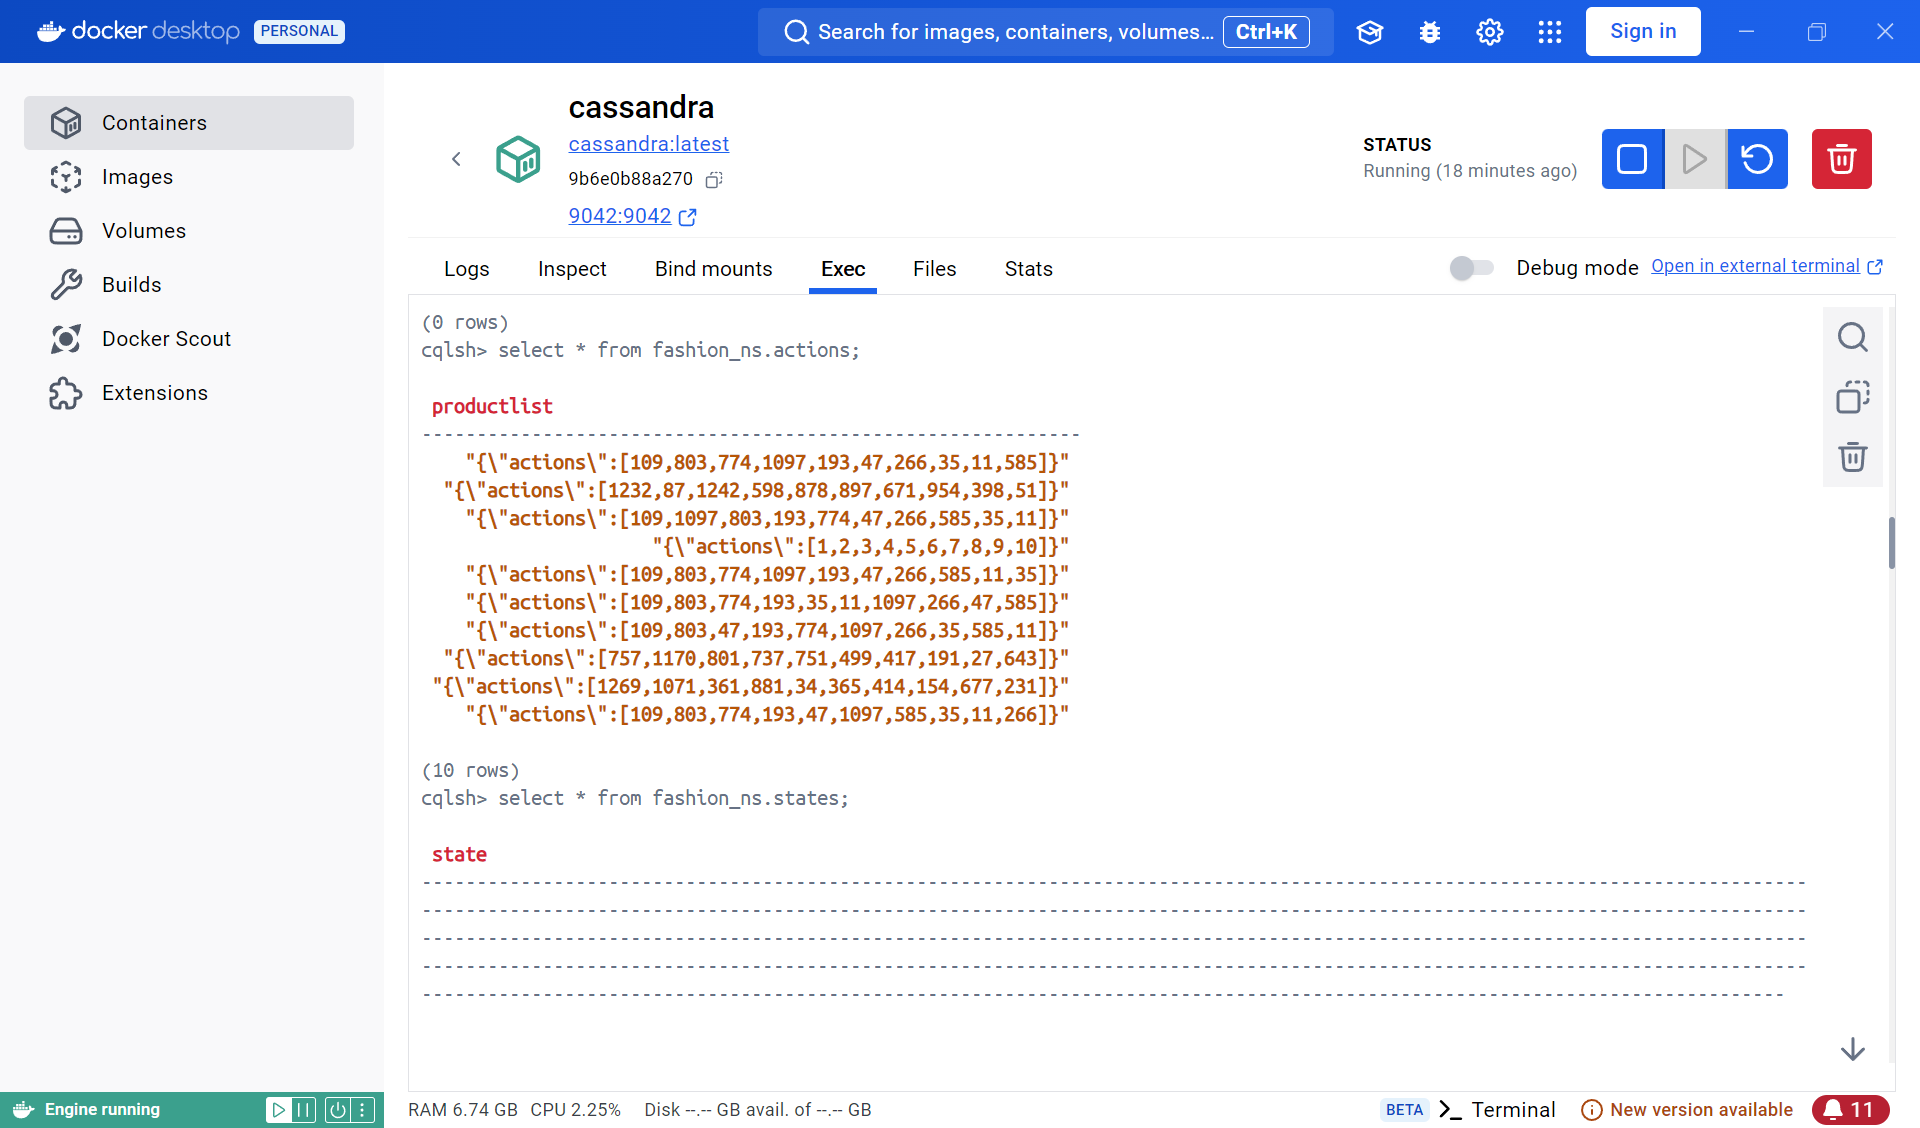 docker desktop PERSONAL
Search for images, containers, volumes... Ctrl+K
Sign in
Containers
Images
Volumes
Builds
Docker Scout
Extensions
cassandra
cassandra:latest
9b6e0b88a270
9042:9042
STATUS
Running (18 minutes ago)
Logs Inspect Bind mounts Exec Files Stats
Debug mode Open in external terminal
(0 rows)
cqlsh> select * from fashion_ns.actions;
productlist
------------------------------------------------------------
"{\"actions\":[109,803,774,1097,193,47,266,35,11,585]}"
"{\"actions\":[1232,87,1242,598,878,897,671,954,398,51]}"
"{\"actions\":[109,1097,803,193,774,47,266,585,35,11]}"
"{\"actions\":[1,2,3,4,5,6,7,8,9,10]}"
"{\"actions\":[109,803,774,1097,193,47,266,585,11,35]}"
"{\"actions\":[109,803,774,193,35,11,1097,266,47,585]}"
"{\"actions\":[109,803,47,193,774,1097,266,35,585,11]}"
"{\"actions\":[757,1170,801,737,751,499,417,191,27,643]}"
"{\"actions\":[1269,1071,361,881,34,365,414,154,677,231]}"
"{\"actions\":[109,803,774,193,47,1097,585,35,11,266]}"
(10 rows)
cqlsh> select * from fashion_ns.states;
state
------------------------------------------------------------------------------------------------------------------------------
------------------------------------------------------------------------------------------------------------------------------
------------------------------------------------------------------------------------------------------------------------------
------------------------------------------------------------------------------------------------------------------------------
----------------------------------------------------------------------------------------------------------------------------
Engine running
RAM 6.74 GB CPU 2.25% Disk --.-- GB avail. of --.-- GB
BETA >_ Terminal
New version available
11